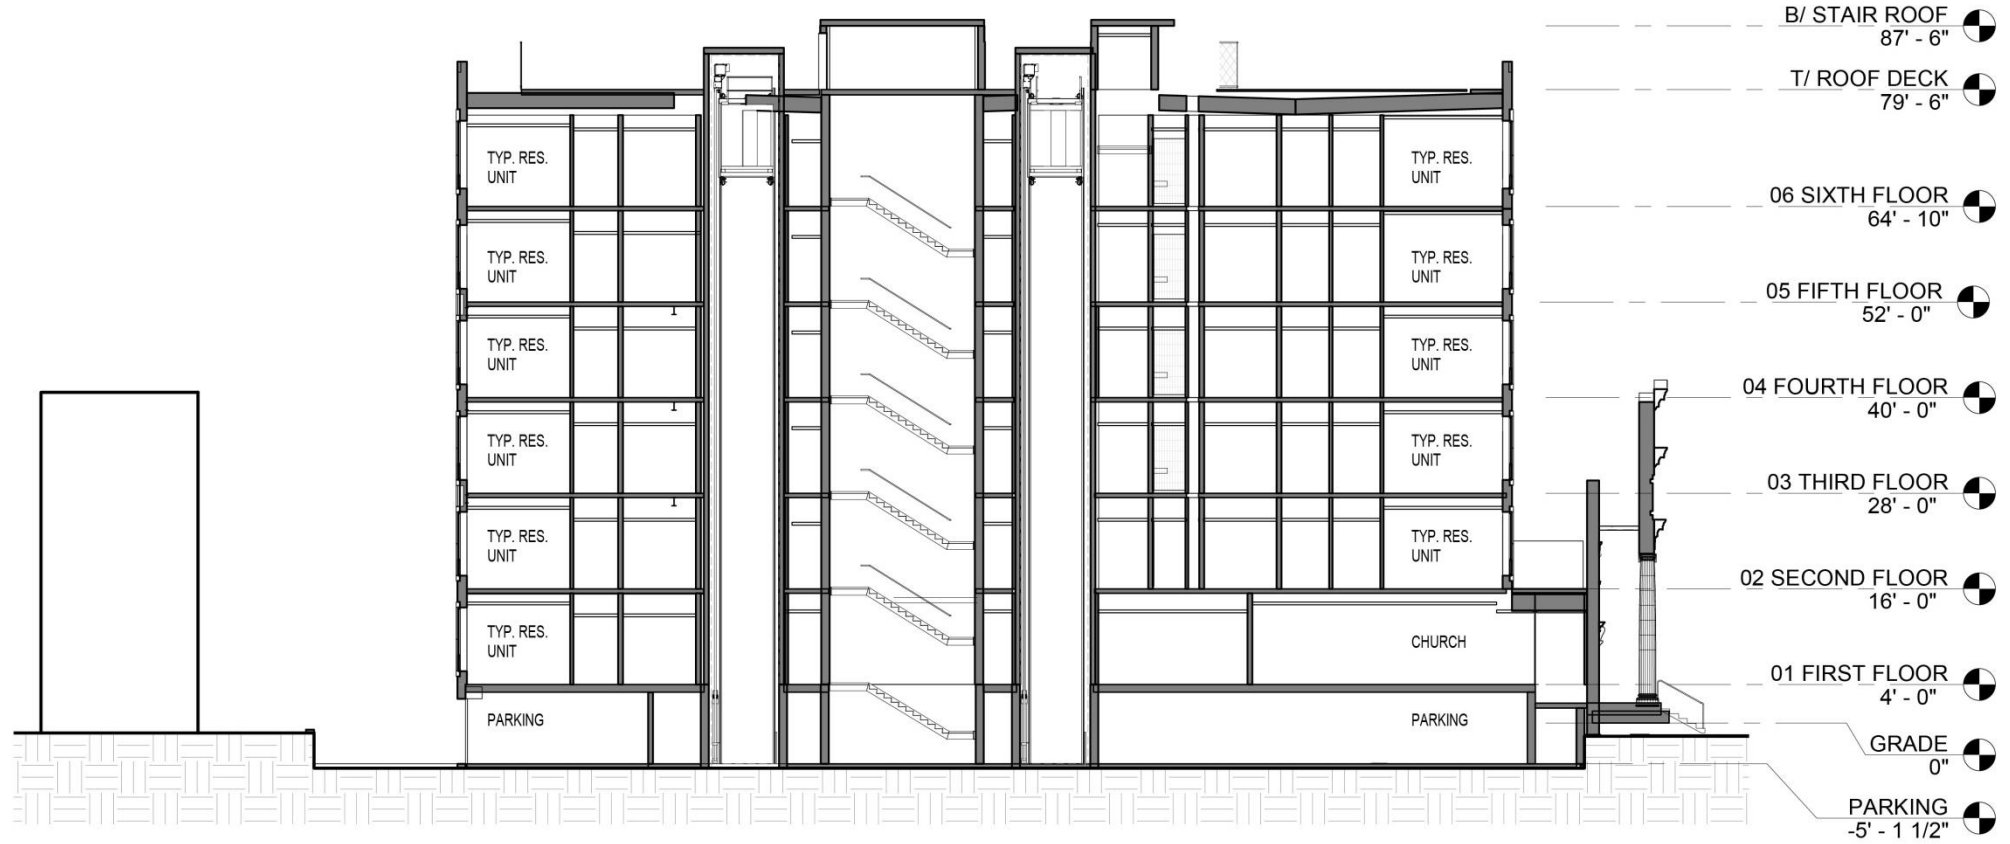 B/ STAIR ROOF
87' - 6"
T/ ROOF DECK
79' - 6"
TYP. RES.
UNIT
TYP. RES.
UNIT
06 SIXTH FLOOR
64' - 10"
TYP. RES.
UNIT
TYP. RES.
UNIT
05 FIFTH FLOOR
52' - 0"
TYP. RES.
UNIT
TYP. RES.
UNIT
04 FOURTH FLOOR
40' - 0"
TYP. RES.
UNIT
TYP. RES.
UNIT
03 THIRD FLOOR
28' - 0"
TYP. RES.
UNIT
TYP. RES.
UNIT
02 SECOND FLOOR
16' - 0"
TYP. RES.
UNIT
CHURCH
01 FIRST FLOOR
4' - 0"
PARKING
PARKING
GRADE
0"
PARKING
-5' - 1 1/2"